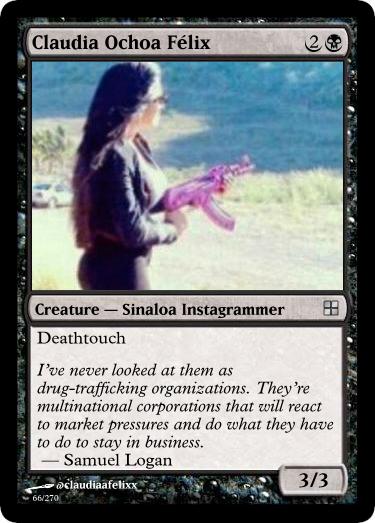 Claudia Ochoa Félix 2
Creature — Sinaloa Instagrammer
Deathtouch
I've never looked at them as
drug-trafficking organizations. They're
multinational corporations that will react
to market pressures and do what they have
to do to stay in business.
— Samuel Logan
3/3
@claudiaafelixx
66/270